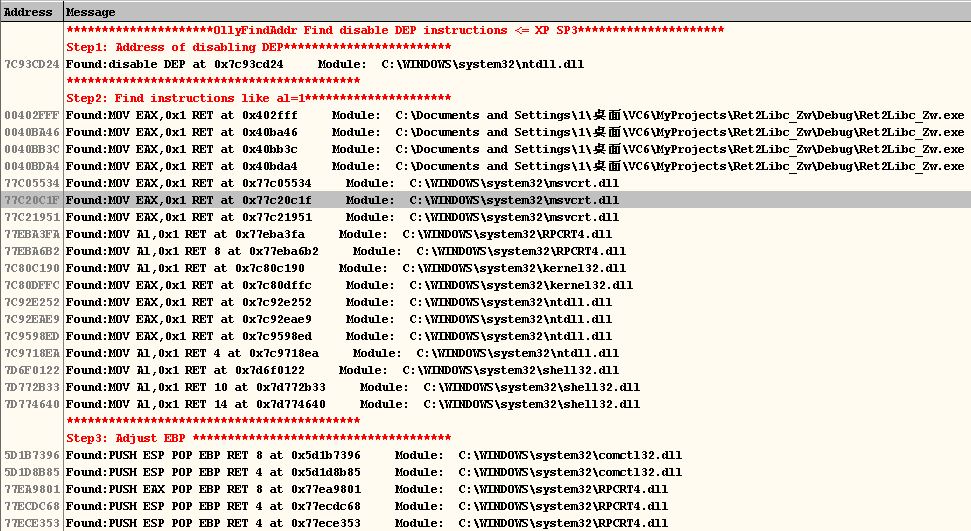 Address Message
*********************OllyFindAddr Find disable DEP instructions <= XP SP3*********************
Step1: Address of disabling DEP************************
7C93CD24 Found:disable DEP at 0x7c93cd24 Module: C:\WINDOWS\system32\ntdll.dll
******************************************
Step2: Find instructions like al=1*********************
00402FFF Found:MOV EAX,0x1 RET at 0x402fff Module: C:\Documents and Settings\1\桌面\VC6\MyProjects\Ret2Libc_Zw\Debug\Ret2Libc_Zw.exe
0040BA46 Found:MOV EAX,0x1 RET at 0x40ba46 Module: C:\Documents and Settings\1\桌面\VC6\MyProjects\Ret2Libc_Zw\Debug\Ret2Libc_Zw.exe
0040BB3C Found:MOV EAX,0x1 RET at 0x40bb3c Module: C:\Documents and Settings\1\桌面\VC6\MyProjects\Ret2Libc_Zw\Debug\Ret2Libc_Zw.exe
0040BDA4 Found:MOV EAX,0x1 RET at 0x40bda4 Module: C:\Documents and Settings\1\桌面\VC6\MyProjects\Ret2Libc_Zw\Debug\Ret2Libc_Zw.exe
77C05534 Found:MOV EAX,0x1 RET at 0x77c05534 Module: C:\WINDOWS\system32\msvcrt.dll
77C20C1F Found:MOV EAX,0x1 RET at 0x77c20c1f Module: C:\WINDOWS\system32\msvcrt.dll
77C21951 Found:MOV EAX,0x1 RET at 0x77c21951 Module: C:\WINDOWS\system32\msvcrt.dll
77EBA3FA Found:MOV Al,0x1 RET at 0x77eba3fa Module: C:\WINDOWS\system32\RPCRT4.dll
77EBA6B2 Found:MOV Al,0x1 RET 8 at 0x77eba6b2 Module: C:\WINDOWS\system32\RPCRT4.dll
7C80C190 Found:MOV Al,0x1 RET at 0x7c80c190 Module: C:\WINDOWS\system32\kernel32.dll
7C80DFFC Found:MOV EAX,0x1 RET at 0x7c80dffc Module: C:\WINDOWS\system32\kernel32.dll
7C92E252 Found:MOV EAX,0x1 RET at 0x7c92e252 Module: C:\WINDOWS\system32\ntdll.dll
7C92EAE9 Found:MOV EAX,0x1 RET at 0x7c92eae9 Module: C:\WINDOWS\system32\ntdll.dll
7C9598ED Found:MOV EAX,0x1 RET at 0x7c9598ed Module: C:\WINDOWS\system32\ntdll.dll
7C9718EA Found:MOV Al,0x1 RET 4 at 0x7c9718ea Module: C:\WINDOWS\system32\ntdll.dll
7D6F0122 Found:MOV Al,0x1 RET at 0x7d6f0122 Module: C:\WINDOWS\system32\shell32.dll
7D772B33 Found:MOV Al,0x1 RET 10 at 0x7d772b33 Module: C:\WINDOWS\system32\shell32.dll
7D774640 Found:MOV Al,0x1 RET 14 at 0x7d774640 Module: C:\WINDOWS\system32\shell32.dll
******************************************
Step3: Adjust EBP *************************************
5D1B7396 Found:PUSH ESP POP EBP RET 8 at 0x5d1b7396 Module: C:\WINDOWS\system32\comctl32.dll
5D1D8B85 Found:PUSH ESP POP EBP RET 4 at 0x5d1d8b85 Module: C:\WINDOWS\system32\comctl32.dll
77EA9801 Found:PUSH EAX POP EBP RET 8 at 0x77ea9801 Module: C:\WINDOWS\system32\RPCRT4.dll
77ECDC68 Found:PUSH ESP POP EBP RET 4 at 0x77ecdc68 Module: C:\WINDOWS\system32\RPCRT4.dll
77ECE353 Found:PUSH ESP POP EBP RET 4 at 0x77ece353 Module: C:\WINDOWS\system32\RPCRT4.dll